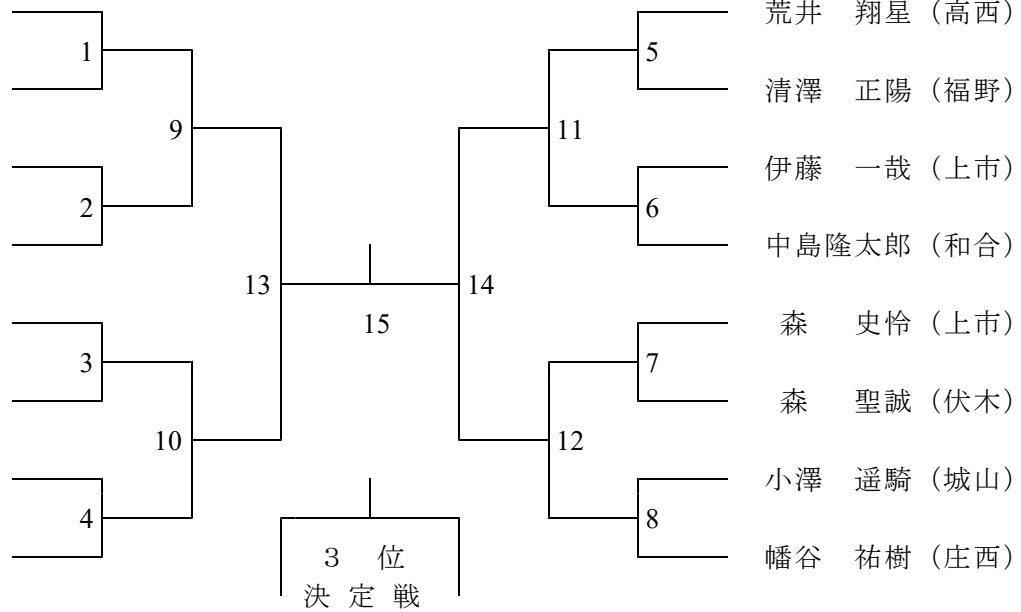 荒井　翔星（高西）
1
5
清澤　正陽（福野）
9
11
伊藤　一哉（上市）
2
6
中島隆太郎（和合）
13
14
15
森　史怜（上市）
3
7
森　聖誠（伏木）
10
12
小澤　遥騎（城山）
4
8
幡谷　祐樹（庄西）
３　位
決 定 戦